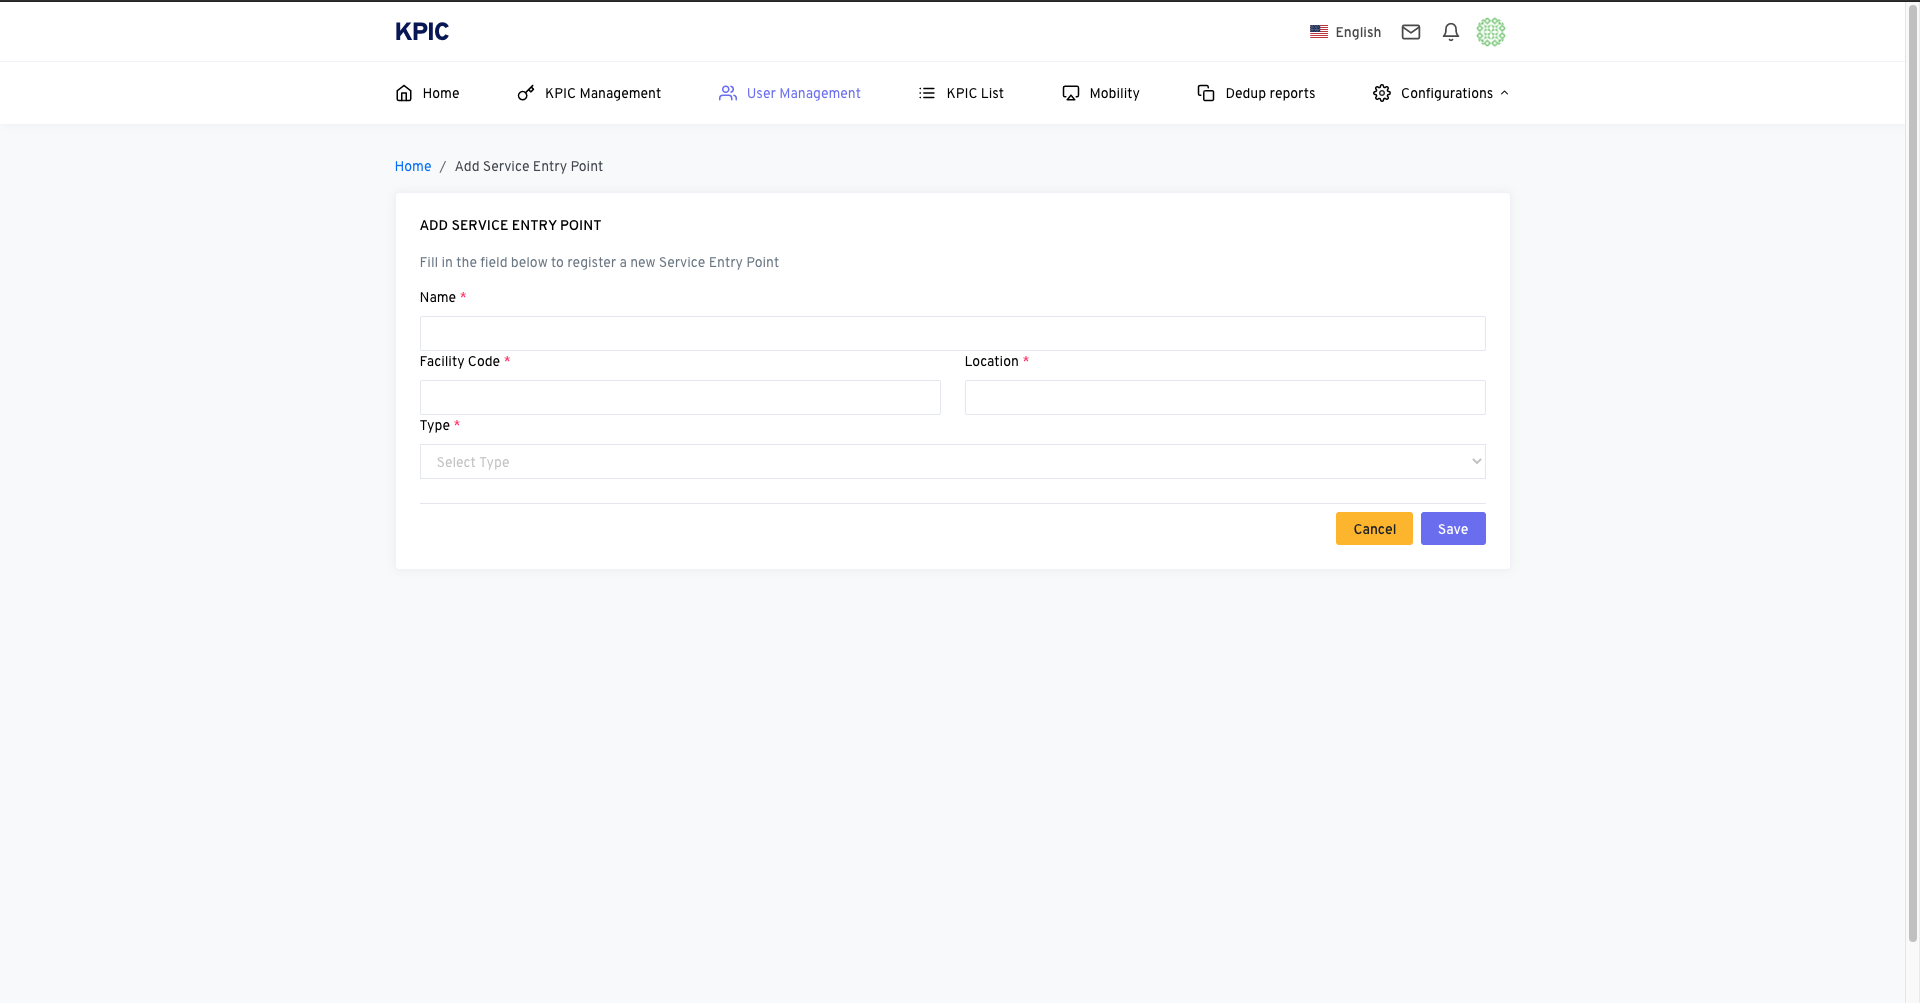 KPIC
English
Home
KPIC Management
User Management
KPIC List
Mobility
Dedup reports
Configurations
Home / Add Service Entry Point
ADD SERVICE ENTRY POINT
Fill in the field below to register a new Service Entry Point
Name *
Facility Code *
Location *
Type *
Select Type
Cancel
Save